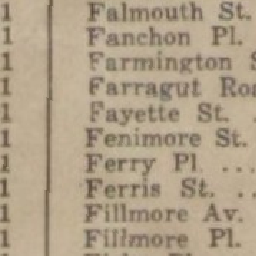 1 Falmouth St.
1 Fanchon Pl.
1 Farmington
1 Farragut
1 Fayette St.
1 Fenimore St.
1 Ferry Pl ...
1 Ferris St. ..
1 Fillmore Av.
1 Fillmore Pl.